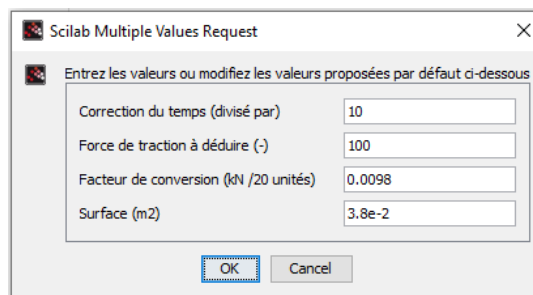 Scilab Multiple Values Request
Entrez les valeurs ou modifiez les valeurs proposées par défaut ci-dessous
Correction du temps (divisé par) 10
Force de traction à déduire (-) 100
Facteur de conversion (kN /20 unités) 0.0098
Surface (m2) 3.8e-2
OK Cancel